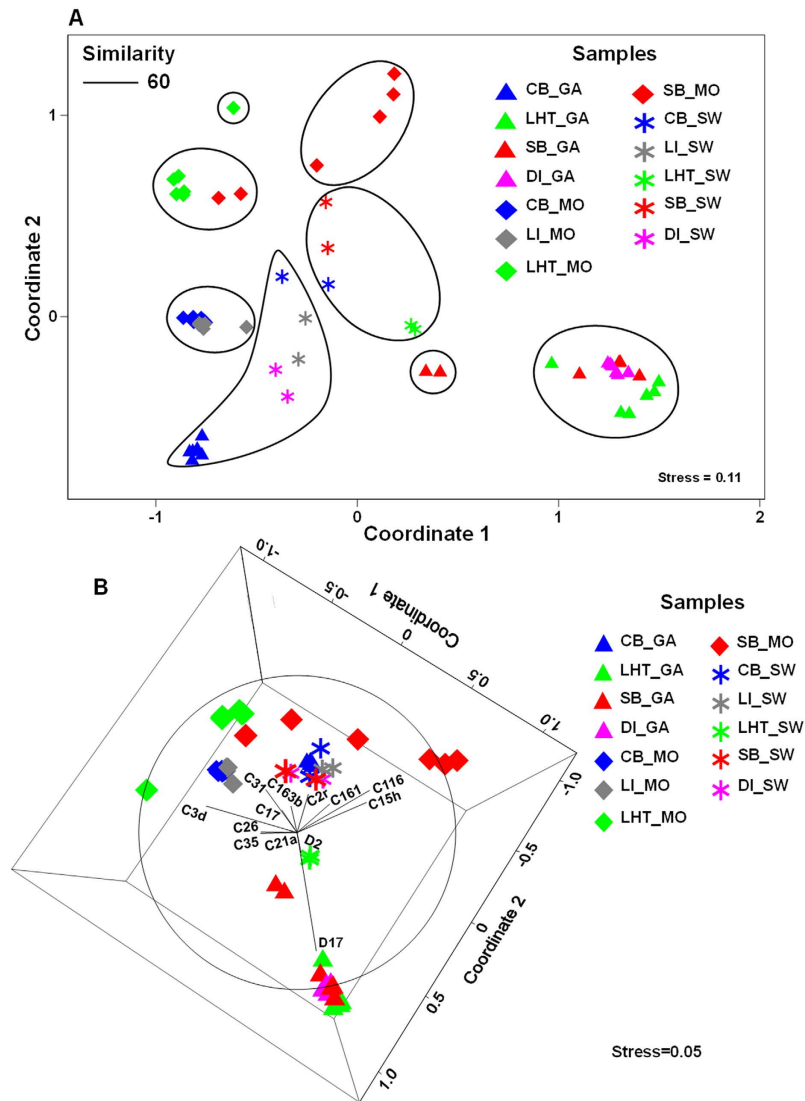 A
Similarity
60
Samples
CB_GA
LHT_GA
SB_GA
DI_GA
CB_MO
LI_MO
LHT_MO
SB_MO
CB_SW
LI_SW
LHT_SW
SB_SW
DI_SW
1
0
Coordinate 2
Stress = 0.11
-1
0
1
2
Coordinate 1
B
-1.0
-0.5
0
0.5
1.0
Coordinate 1
Samples
CB_GA
LHT_GA
SB_GA
DI_GA
CB_MO
LI_MO
LHT_MO
SB_MO
CB_SW
LI_SW
LHT_SW
SB_SW
DI_SW
-1.0
-0.5
0
0.5
1.0
Coordinate 2
C31
C163b
C2r
C161
C116
C15h
C3d
C17
C26
C35
C21a
D2
D17
Stress=0.05